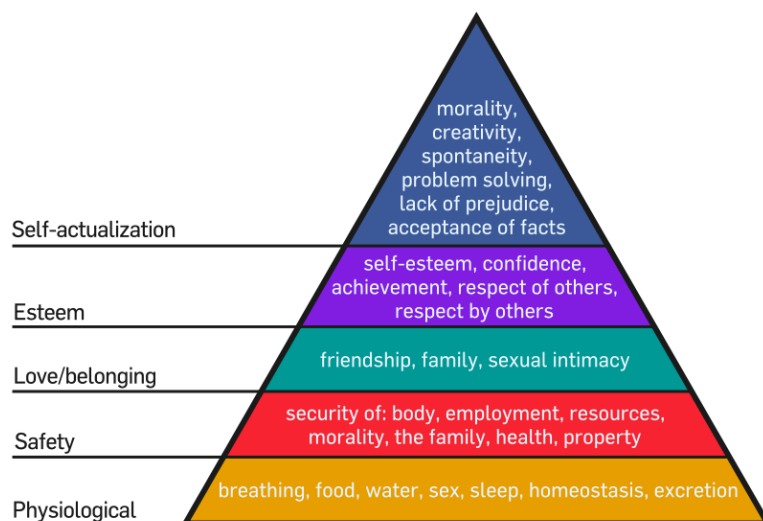 morality,
creativity,
spontaneity,
problem solving,
lack of prejudice,
acceptance of facts
Self-actualization
self-esteem, confidence,
achievement, respect of others,
respect by others
Esteem
friendship, family, sexual intimacy
Love/belonging
security of: body, employment, resources,
morality, the family, health, property
Safety
breathing, food, water, sex, sleep, homeostasis, excretion
Physiological